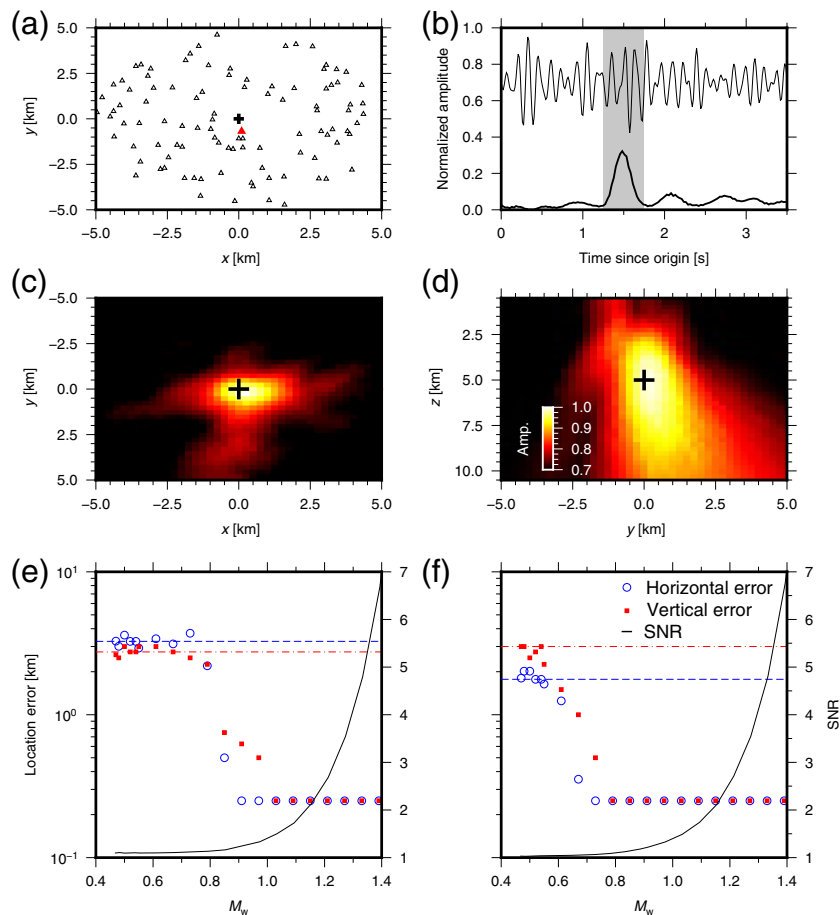 (a)
5.0
2.5
0.0
−2.5
−5.0
y [km]
−5.0 −2.5 0.0 2.5 5.0
x [km]
(b)
1.0
0.8
0.6
0.4
0.2
0.0
Normalized amplitude
0 1 2 3
Time since origin [s]
(c)
−5.0
−2.5
0.0
2.5
5.0
y [km]
−5.0 −2.5 0.0 2.5 5.0
x [km]
(d)
2.5
5.0
7.5
10.0
z [km]
Amp.
1.0
0.9
0.8
0.7
−5.0 −2.5 0.0 2.5 5.0
y [km]
(e)
10¹
10⁰
10⁻¹
Location error [km]
7
6
5
4
3
2
1
0.4 0.6 0.8 1.0 1.2 1.4
Mw
(f)
Horizontal error
Vertical error
SNR
7
6
5
4
3
2
1
SNR
0.4 0.6 0.8 1.0 1.2 1.4
Mw